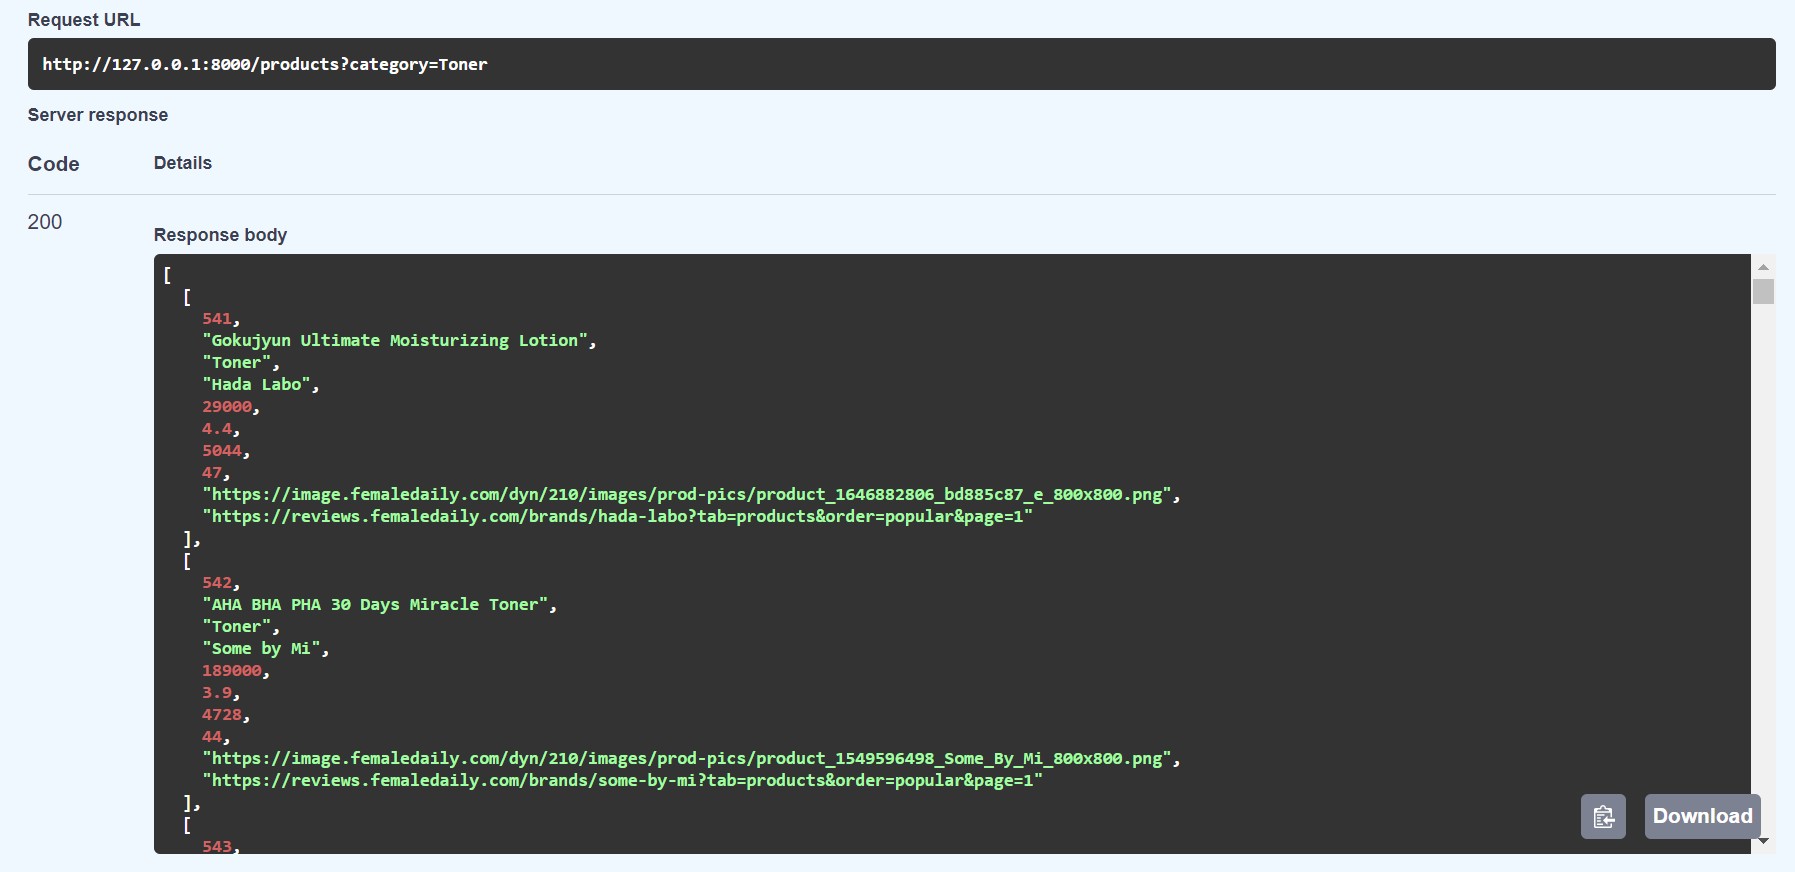 Request URL
http://127.0.0.1:8000/products?category=Toner
Server response
Code Details
200
Response body
[
[
541,
"Gokujyun Ultimate Moisturizing Lotion",
"Toner",
"Hada Labo",
29000,
4.4,
5044,
47,
"https://image.femaledaily.com/dyn/210/images/prod-pics/product_1646882806_bd885c87_e_800x800.png",
"https://reviews.femaledaily.com/brands/hada-labo?tab=products&order=popular&page=1"
],
[
542,
"AHA BHA PHA 30 Days Miracle Toner",
"Toner",
"Some by Mi",
189000,
3.9,
4728,
44,
"https://image.femaledaily.com/dyn/210/images/prod-pics/product_1549596498_Some_By_Mi_800x800.png",
"https://reviews.femaledaily.com/brands/some-by-mi?tab=products&order=popular&page=1"
],
[
543,
Download